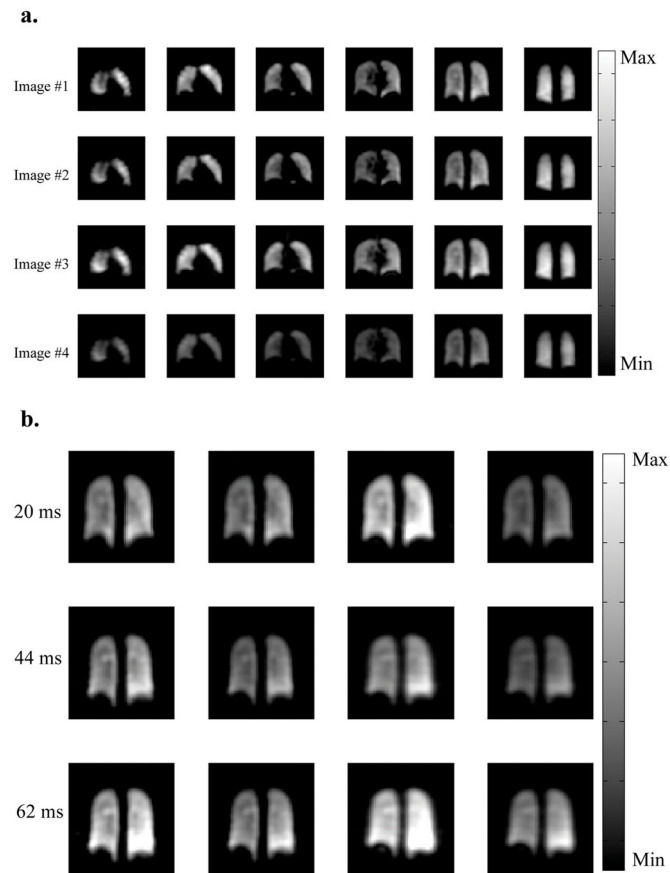 a.
Image #1
Max
Image #2
Image #3
Image #4
Min
b.
Max
20 ms
44 ms
62 ms
Min